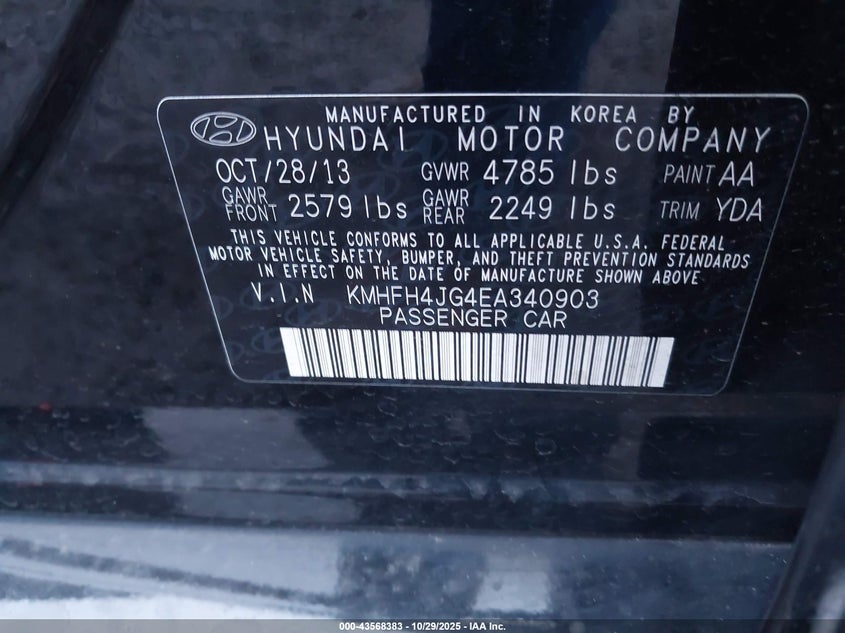 MANUFACTURED IN KOREA BY
HYUNDAI MOTOR COMPANY
OCT/28/13 GVWR 4785 lbs PAINT AA
GAWR FRONT 2579 lbs GAWR REAR 2249 lbs TRIM YDA
THIS VEHICLE CONFORMS TO ALL APPLICABLE U.S.A. FEDERAL
MOTOR VEHICLE SAFETY, BUMPER, AND THEFT PREVENTION STANDARDS
IN EFFECT ON THE DATE OF MANUFACTURE SHOWN ABOVE
V.I.N KMHFH4JG4EA340903
PASSENGER CAR
000-43568383 | 10/29/2025 - IAA Inc.